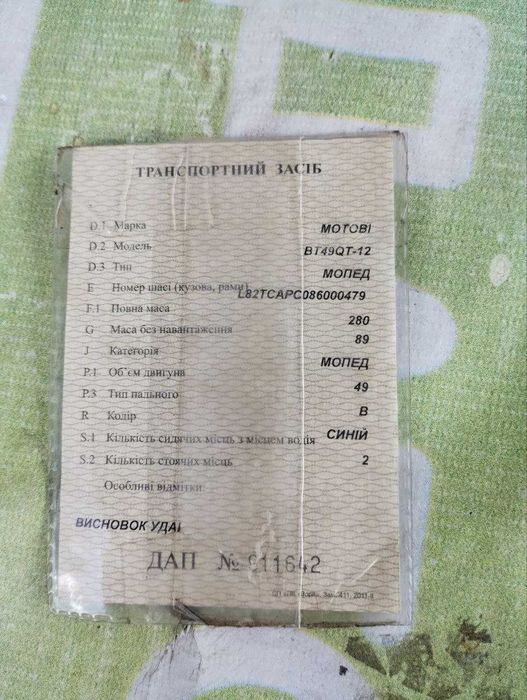 ТРАНСПОРТНИЙ ЗАСІБ
D.1 Марка МОТОВІ
D.2 Модель BT49QT-12
D.3 Тип МОПЕД
E Номер шасі (кузова, рами) L82TCAPC086000479
F.1 Повна маса 280
G Маса без навантаження 89
J Категорія МОПЕД
P.1 Об`єм двигуна 49
P.3 Тип пального B
R Колір СИНІЙ
S.1 Кількість сидячих місць з місцем водія 2
S.2 Кількість стоячих місць
Особливі відмітки:
ВИСНОВОК УДАІ
ДАП № 911642